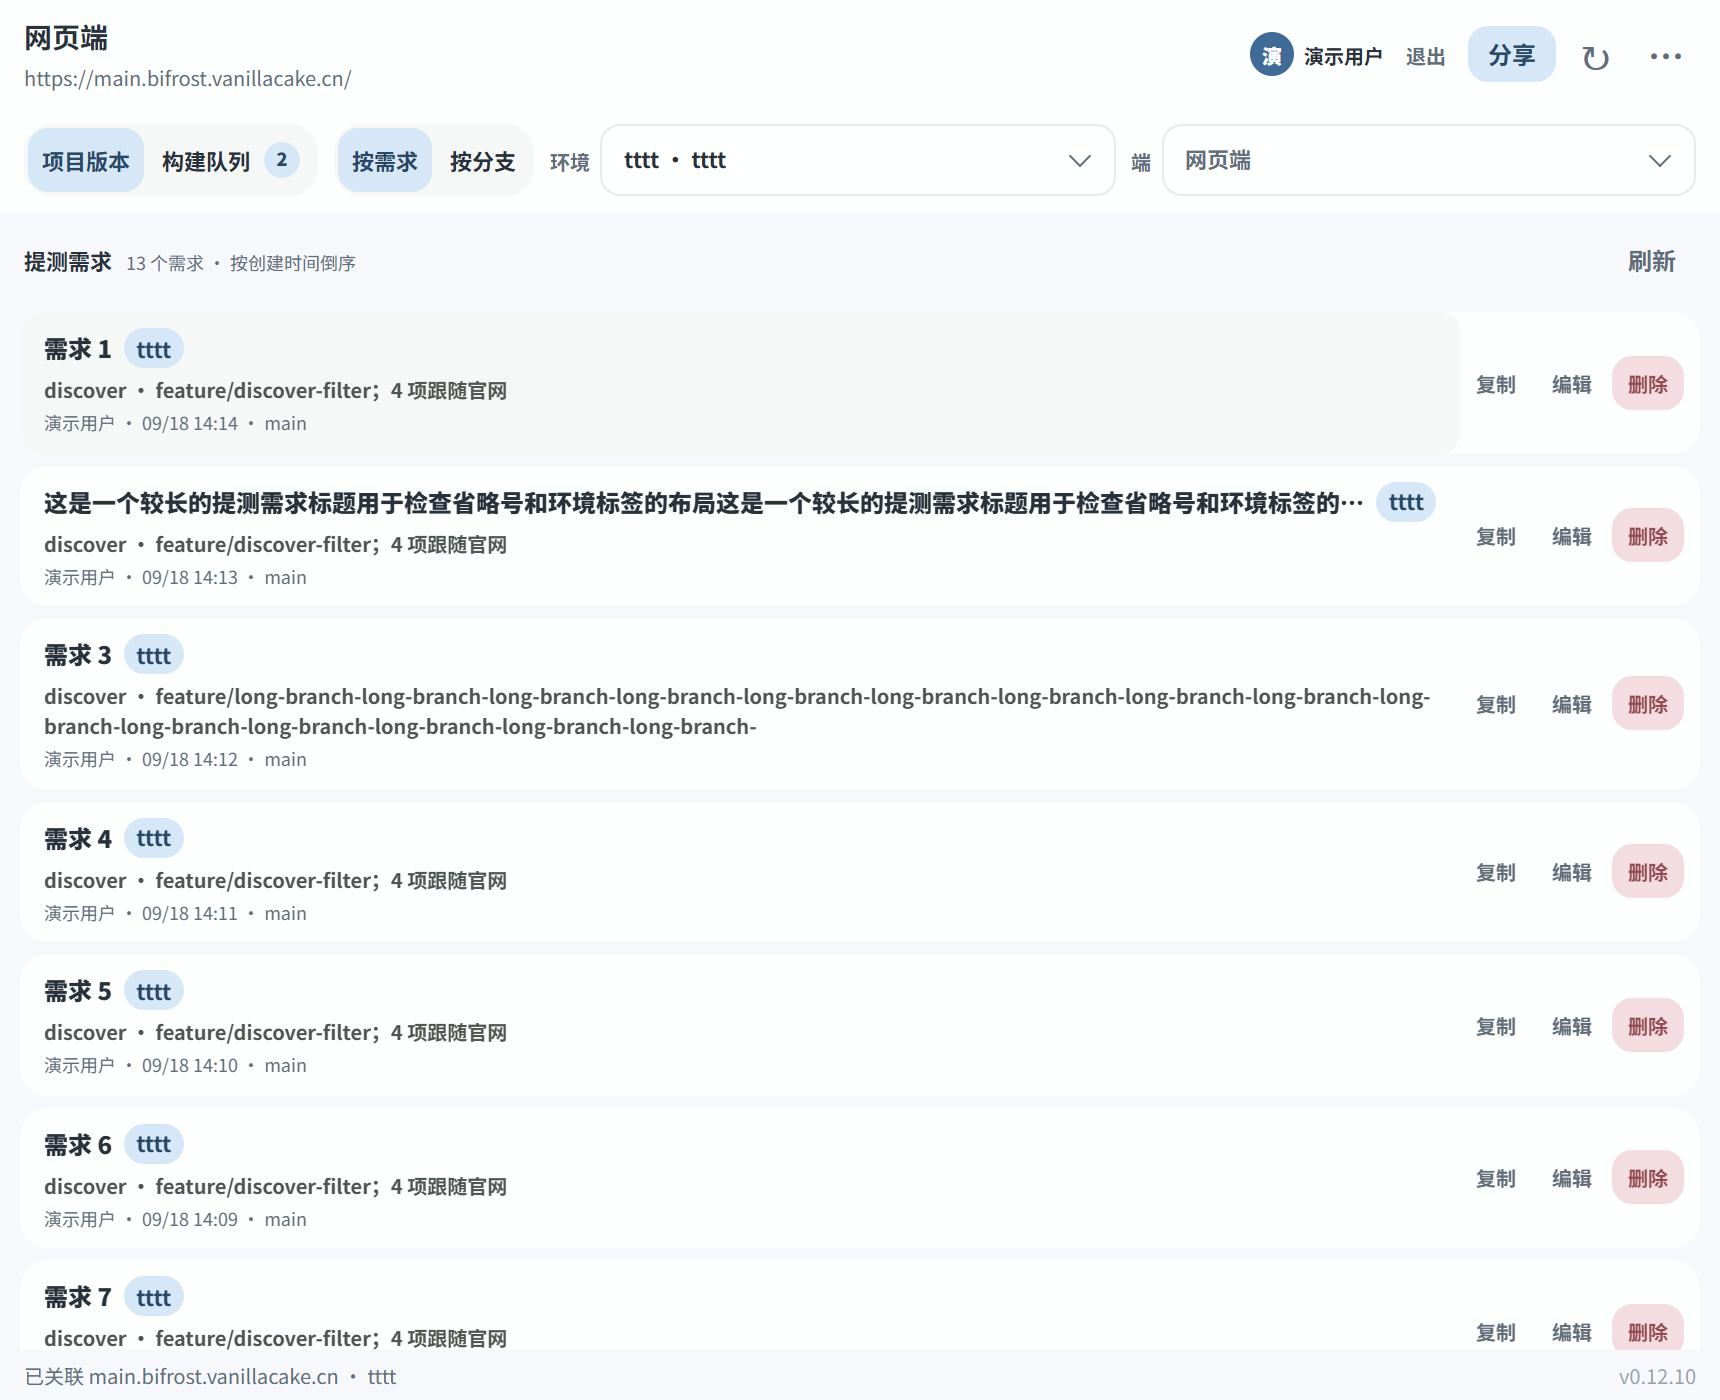 网页端
https://main.bifrost.vanillacake.cn/
演 演示用户 退出 分享 ↻ •••
项目版本 构建队列 2 按需求 按分支 环境 tttt • tttt 端 网页端
提测需求 13 个需求 • 按创建时间倒序 刷新
需求 1 tttt
discover • feature/discover-filter；4 项跟随官网
演示用户 • 09/18 14:14 • main
复制 编辑 删除
这是一个较长的提测需求标题用于检查省略号和环境标签的布局这是一个较长的提测需求标题用于检查省略号和环境标签的… tttt
discover • feature/discover-filter；4 项跟随官网
演示用户 • 09/18 14:13 • main
复制 编辑 删除
需求 3 tttt
discover • feature/long-branch-long-branch-long-branch-long-branch-long-branch-long-branch-long-branch-long-branch-long-branch-long-
branch-long-branch-long-branch-long-branch-long-branch-long-branch-
演示用户 • 09/18 14:12 • main
复制 编辑 删除
需求 4 tttt
discover • feature/discover-filter；4 项跟随官网
演示用户 • 09/18 14:11 • main
复制 编辑 删除
需求 5 tttt
discover • feature/discover-filter；4 项跟随官网
演示用户 • 09/18 14:10 • main
复制 编辑 删除
需求 6 tttt
discover • feature/discover-filter；4 项跟随官网
演示用户 • 09/18 14:09 • main
复制 编辑 删除
需求 7 tttt
discover • feature/discover-filter；4 项跟随官网
复制 编辑 删除
已关联 main.bifrost.vanillacake.cn • tttt v0.12.10